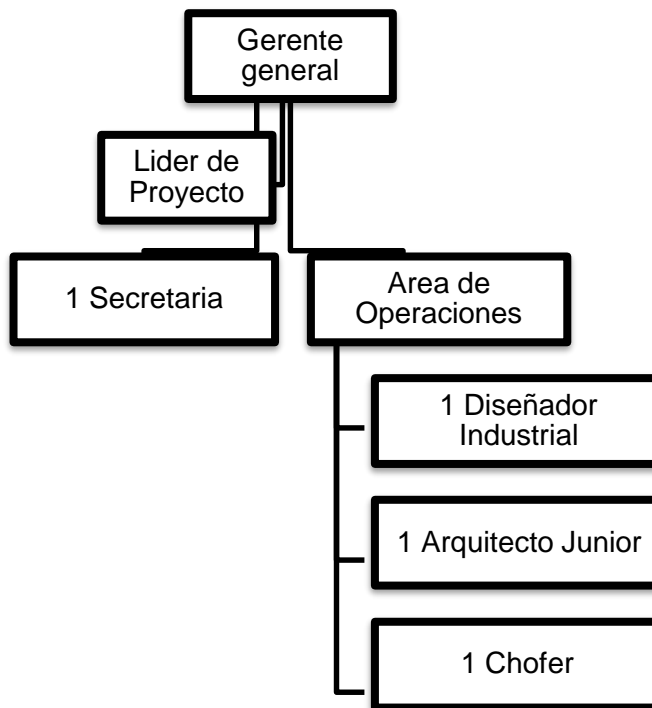 Gerente
general
Lider de
Proyecto
1 Secretaria
Area de
Operaciones
1 Diseñador
Industrial
1 Arquitecto Junior
1 Chofer